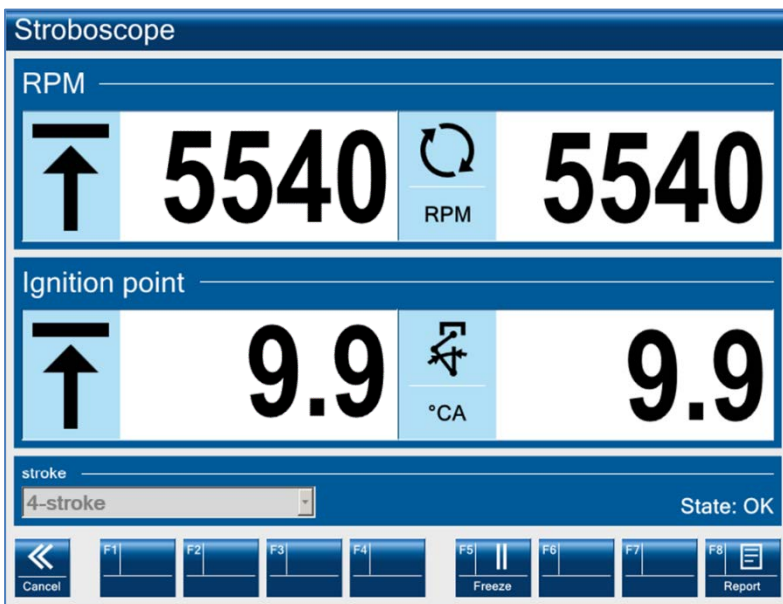 Stroboscope
RPM
5540
RPM
5540
Ignition point
9.9
°CA
9.9
stroke
4-stroke
State: OK
Cancel
F1
F2
F3
F4
F5
Freeze
F6
F7
F8
Report